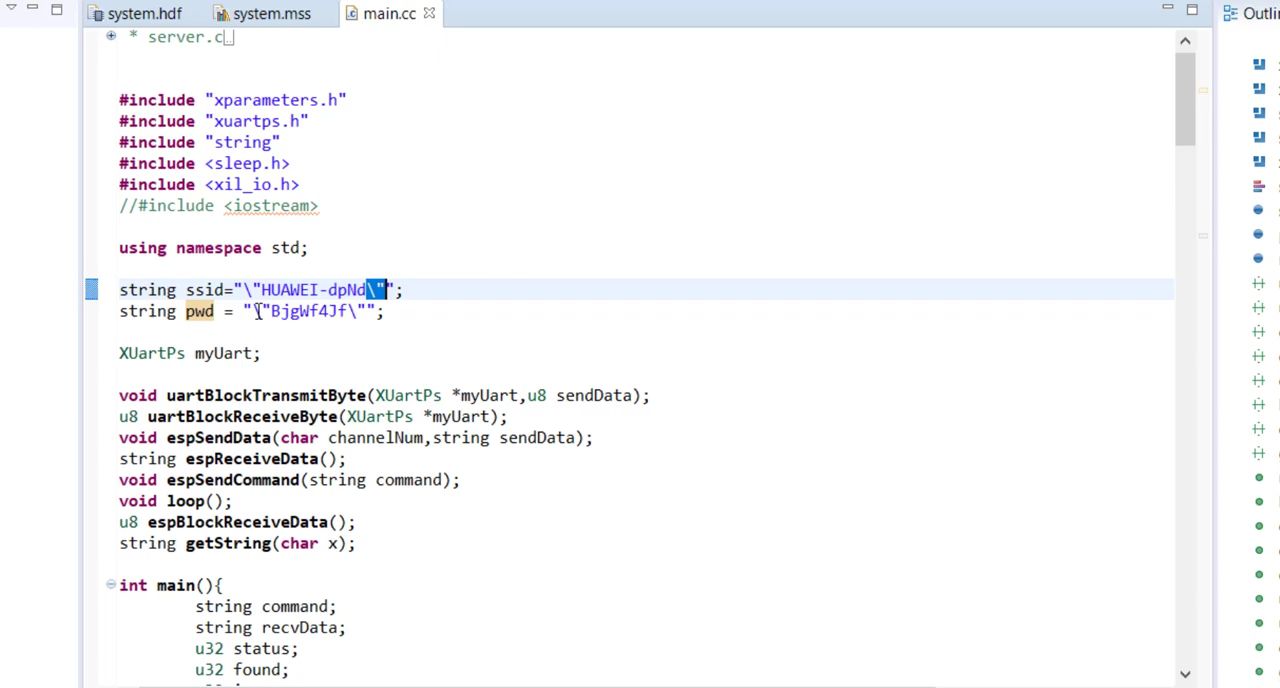 system.hdf system.mss main.cc Outli
* server.c
#include "xparameters.h"
#include "xuartps.h"
#include "string"
#include <sleep.h>
#include <xil_io.h>
//#include <iostream>
using namespace std;
string ssid="\"HUAWEI-dpNd\"";
string pwd = "\"BjgWf4Jf\"";
XUartPs myUart;
void uartBlockTransmitByte(XUartPs *myUart,u8 sendData);
u8 uartBlockReceiveByte(XUartPs *myUart);
void espSendData(char channelNum,string sendData);
string espReceiveData();
void espSendCommand(string command);
void loop();
u8 espBlockReceiveData();
string getString(char x);
int main(){
string command;
string recvData;
u32 status;
u32 found;